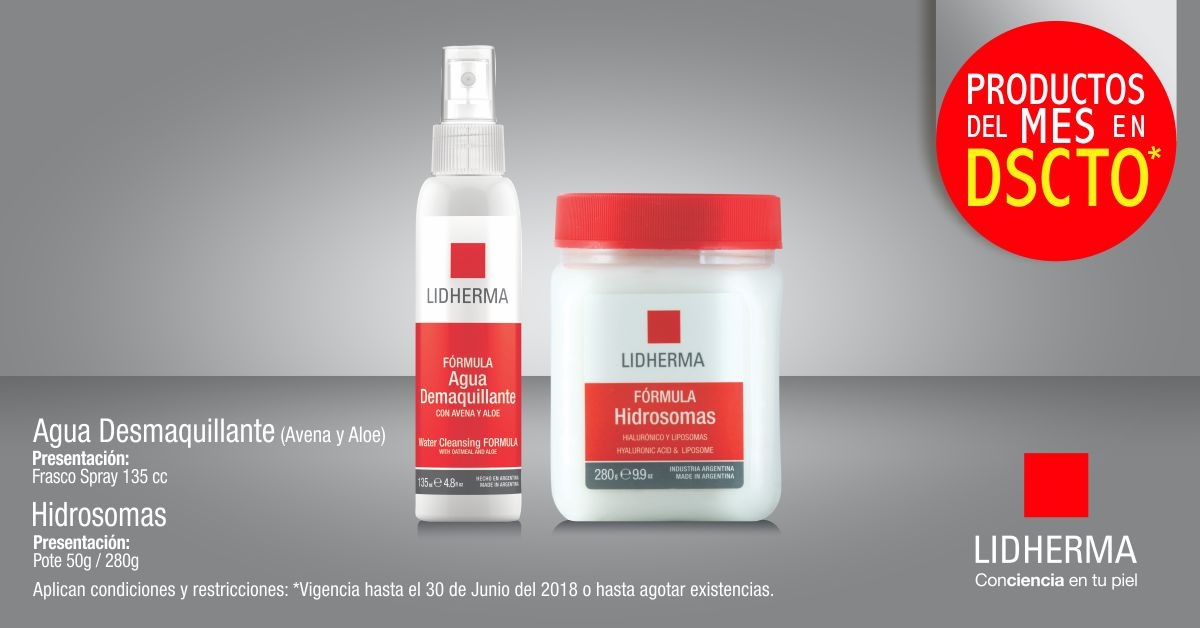 PRODUCTOS
DEL MES EN
DSCTO*
LIDHERMA
FÓRMULA
Agua
Demaquillante
CON AVENA Y ALOE
Water Cleansing FORMULA
WITH OATMEAL AND ALOE
135 ml e 4.8 fl oz
HECHO EN ARGENTINA
MADE IN ARGENTINA
LIDHERMA
FÓRMULA
Hidrosomas
HIALURÓNICO Y LIPOSOMAS
HYALURONIC ACID & LIPOSOME
280g e 9.9 oz
INDUSTRIA ARGENTINA
MADE IN ARGENTINA
Agua Desmaquillante (Avena y Aloe)
Presentación:
Frasco Spray 135 cc
Hidrosomas
Presentación:
Pote 50g / 280g
Aplican condiciones y restricciones: *Vigencia hasta el 30 de Junio del 2018 o hasta agotar existencias.
LIDHERMA
Conciencia en tu piel